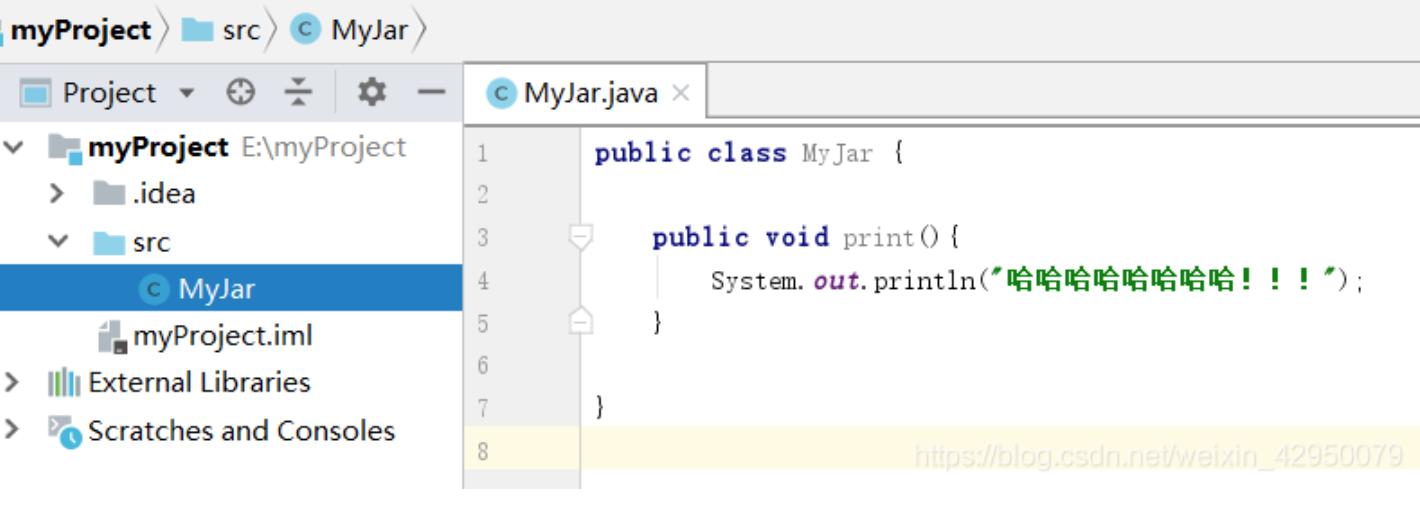 myProject src MyJar
Project
MyJar.java
myProject E:\myProject
.idea
src
MyJar
myProject.iml
External Libraries
Scratches and Consoles
1 public class MyJar {
2
3 public void print(){
4 System.out.println("哈哈哈哈哈哈哈哈!!!");
5 }
6
7 }
8
https://blog.csdn.net/weixin_42950079